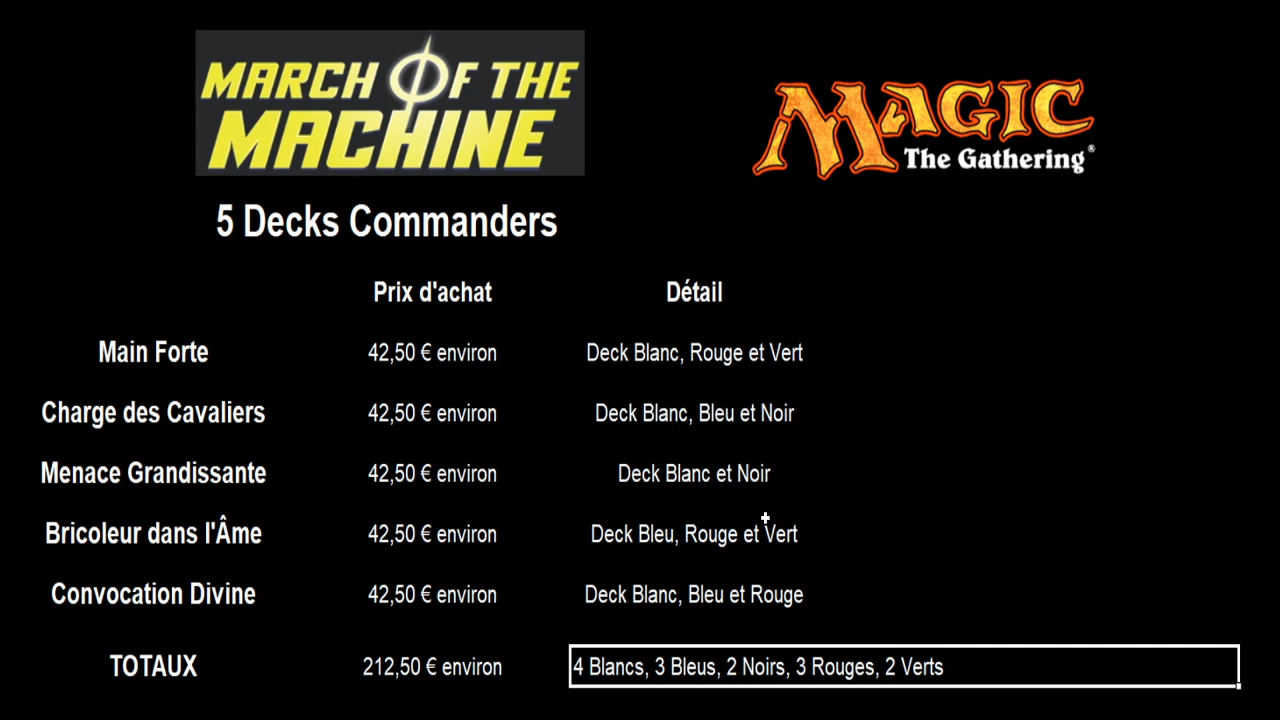 MARCH OF THE
MACHINE
MAGIC
The Gathering®
5 Decks Commanders
Prix d'achat Détail
Main Forte 42,50 € environ Deck Blanc, Rouge et Vert
Charge des Cavaliers 42,50 € environ Deck Blanc, Bleu et Noir
Menace Grandissante 42,50 € environ Deck Blanc et Noir
Bricoleur dans l'Âme 42,50 € environ Deck Bleu, Rouge et Vert
Convocation Divine 42,50 € environ Deck Blanc, Bleu et Rouge
TOTAUX 212,50 € environ 4 Blancs, 3 Bleus, 2 Noirs, 3 Rouges, 2 Verts